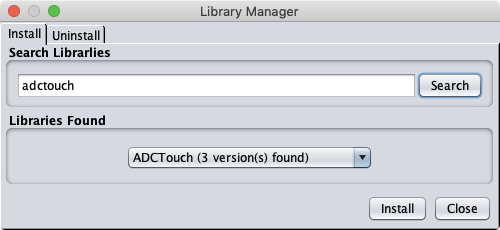 Library Manager
Install Uninstall
Search Librarlies
adctouch Search
Libraries Found
ADCTouch (3 version(s) found)
Install Close